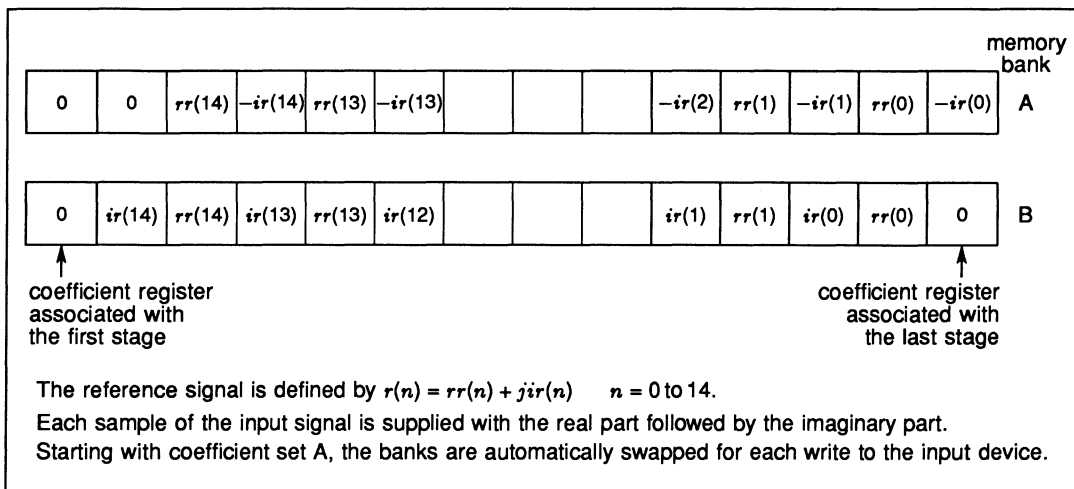 memory
bank
0 0 rr(14) −ir(14) rr(13) −ir(13) −ir(2) rr(1) −ir(1) rr(0) −ir(0) A
0 ir(14) rr(14) ir(13) rr(13) ir(12) ir(1) rr(1) ir(0) rr(0) 0 B
coefficient register
associated with
the first stage
coefficient register
associated with
the last stage
The reference signal is defined by r(n) = rr(n) + jir(n) n = 0 to 14.
Each sample of the input signal is supplied with the real part followed by the imaginary part.
Starting with coefficient set A, the banks are automatically swapped for each write to the input device.